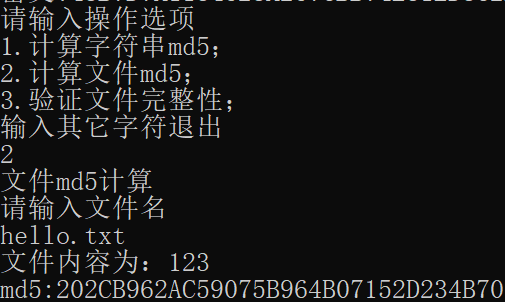 请输入操作选项
1.计算字符串md5;
2.计算文件md5;
3.验证文件完整性;
输入其它字符退出
2
文件md5计算
请输入文件名
hello.txt
文件内容为：123
md5:202CB962AC59075B964B07152D234B70